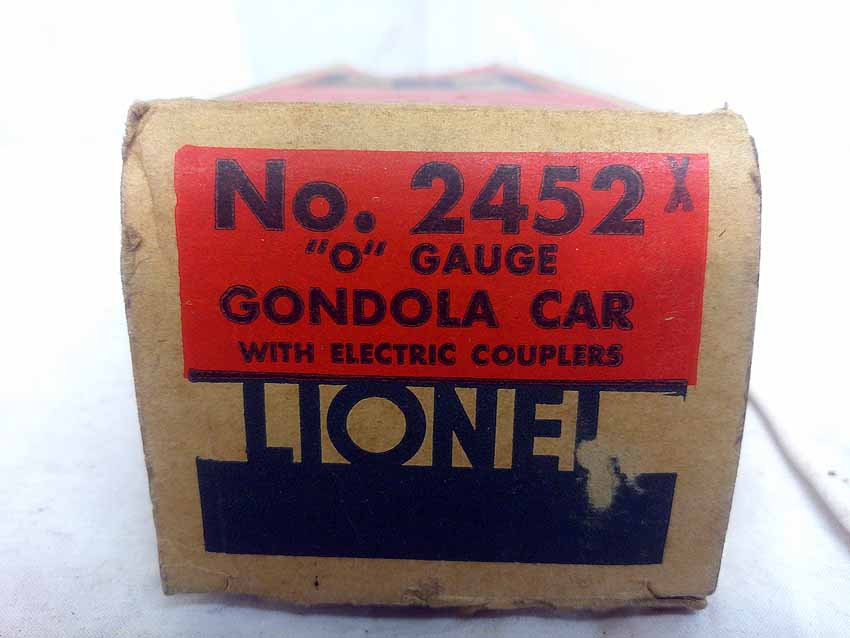 No. 2452 X
"O" GAUGE
GONDOLA CAR
WITH ELECTRIC COUPLERS
LIONEL